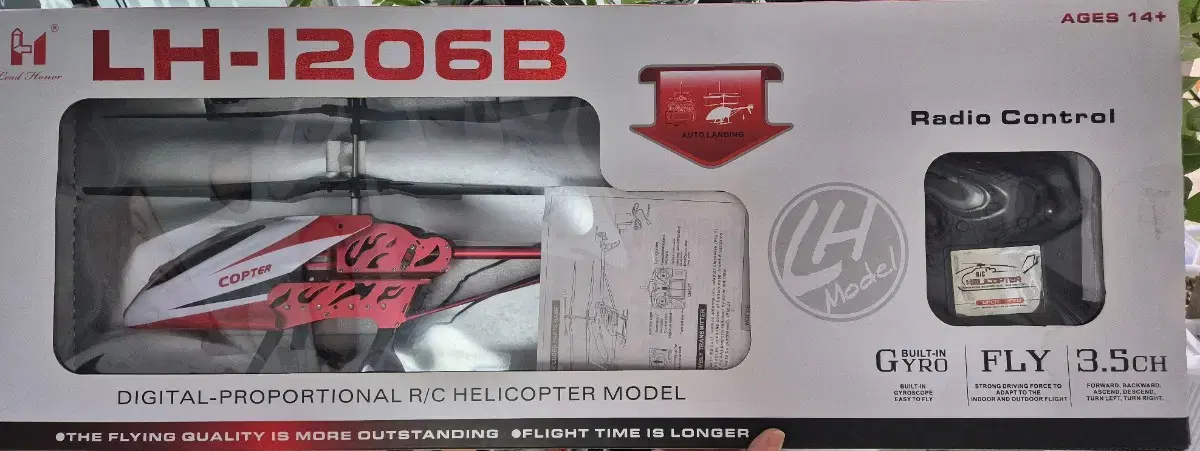 AGES 14+
LH
®
Lead Honor
LH-1206B
AUTO LANDING
Radio Control
COPTER
LH
Model
R/C
HELICOPTER
BUILT-IN
GYRO
BUILT-IN
GYROSCOPE
EASY TO FLY
FLY
STRONG DRIVING FORCE TO
ADAPT TO THE
INDOOR AND OUTDOOR FLIGHT
3.5CH
FORWARD, BACKWARD,
ASCEND, DESCEND,
TURN LEFT, TURN RIGHT.
DIGITAL-PROPORTIONAL R/C HELICOPTER MODEL
●THE FLYING QUALITY IS MORE OUTSTANDING ●FLIGHT TIME IS LONGER